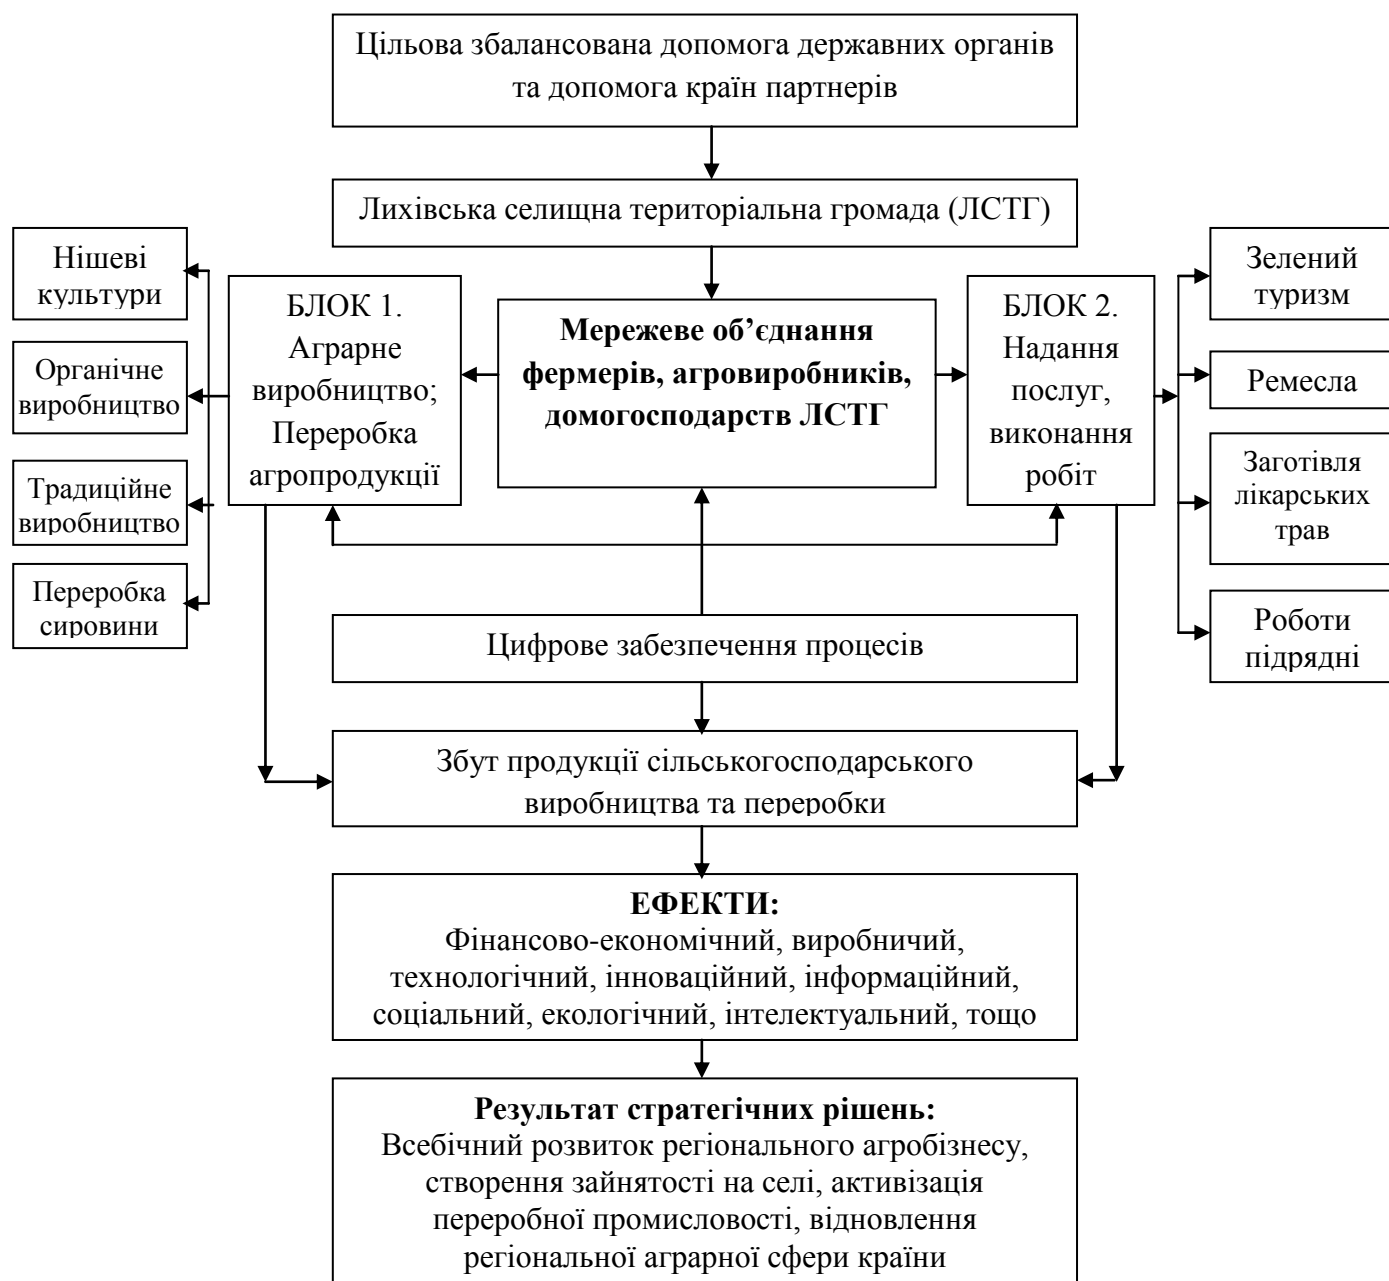 Цільова збалансована допомога державних органів
та допомога країн партнерів
Лихівська селищна територіальна громада (ЛСТГ)
Нішеві
культури
Органічне
виробництво
Традиційне
виробництво
Переробка
сировини
БЛОК 1.
Аграрне
виробництво;
Переробка
агропродукції
Мережеве об’єднання
фермерів, агровиробників,
домогосподарств ЛСТГ
БЛОК 2.
Надання
послуг,
виконання
робіт
Зелений
туризм
Ремесла
Заготівля
лікарських
трав
Роботи
підрядні
Цифрове забезпечення процесів
Збут продукції сільськогосподарського
виробництва та переробки
ЕФЕКТИ:
Фінансово-економічний, виробничий,
технологічний, інноваційний, інформаційний,
соціальний, екологічний, інтелектуальний, тощо
Результат стратегічних рішень:
Всебічний розвиток регіонального агробізнесу,
створення зайнятості на селі, активізація
переробної промисловості, відновлення
регіональної аграрної сфери країни